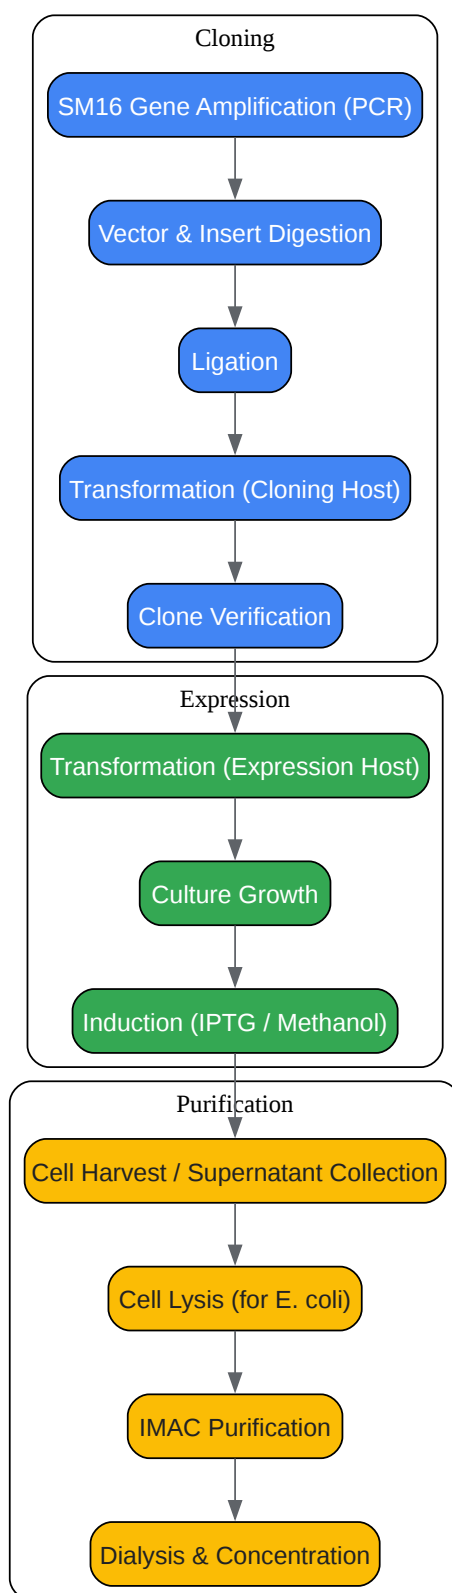 Cloning
SM16 Gene Amplification (PCR)
Vector & Insert Digestion
Ligation
Transformation (Cloning Host)
Clone Verification
Expression
Transformation (Expression Host)
Culture Growth
Induction (IPTG / Methanol)
Purification
Cell Harvest / Supernatant Collection
Cell Lysis (for E. coli)
IMAC Purification
Dialysis & Concentration